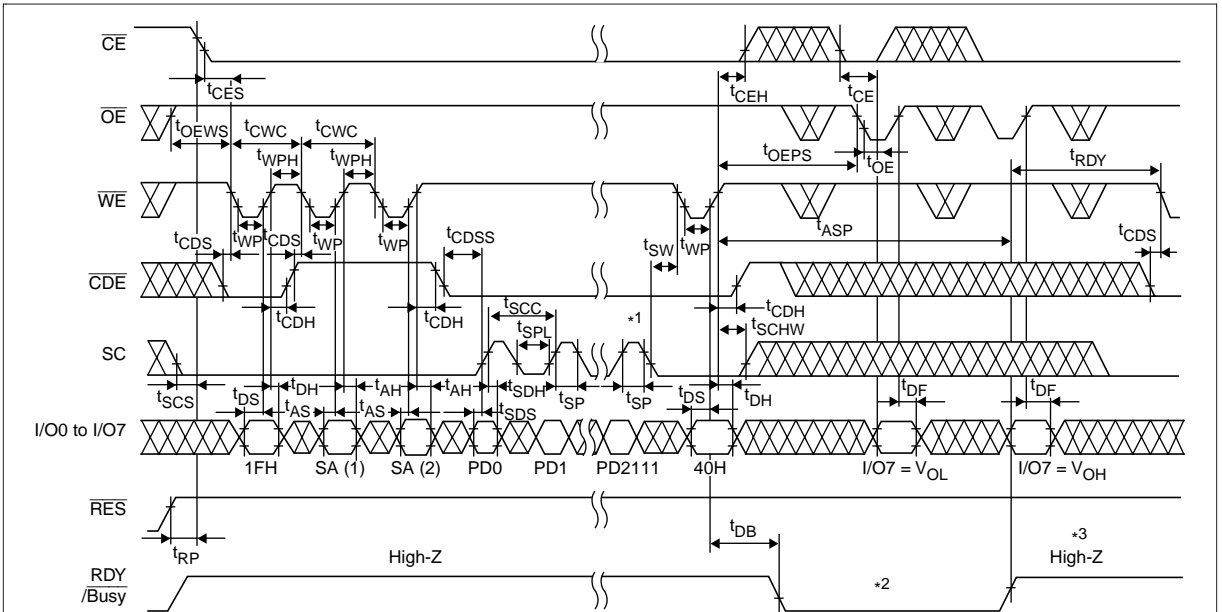 CE
tCES
tCEH
tCE
OE
tOEWS
tCWC
tCWC
tWPH
tWPH
tOEPS
tOE
tRDY
WE
tCDS
tWP
tCDS
tWP
tWP
tCDSS
tSW
tWP
tASP
tCDS
CDE
tCDH
tCDH
tSCC
*1
tCDH
tSPL
tSCHW
SC
tSCS
tDS
tDH
tAS
tAH
tAS
tAH
tSDH
tSDS
tSP
tSP
tDS
tDH
tDF
tDF
I/O0 to I/O7
1FH
SA (1)
SA (2)
PD0
PD1
PD2111
40H
I/O7 = VOL
I/O7 = VOH
RES
tRP
High-Z
tDB
*3
High-Z
RDY
/Busy
*2